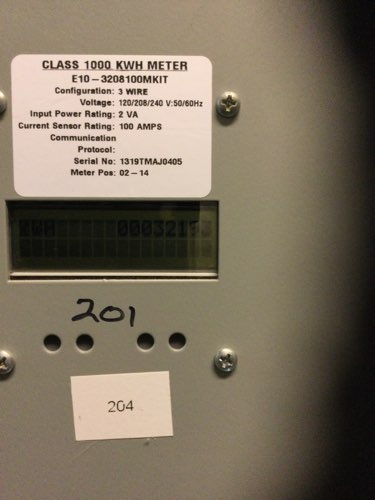 CLASS 1000 KWH METER
E10-3208100MKIT
Configuration: 3 WIRE
Voltage: 120/208/240 V:50/60Hz
Input Power Rating: 2 VA
Current Sensor Rating: 100 AMPS
Communication
Protocol:
Serial No: 1319TMAJ0405
Meter Pos: 02-14
KWH
201
204